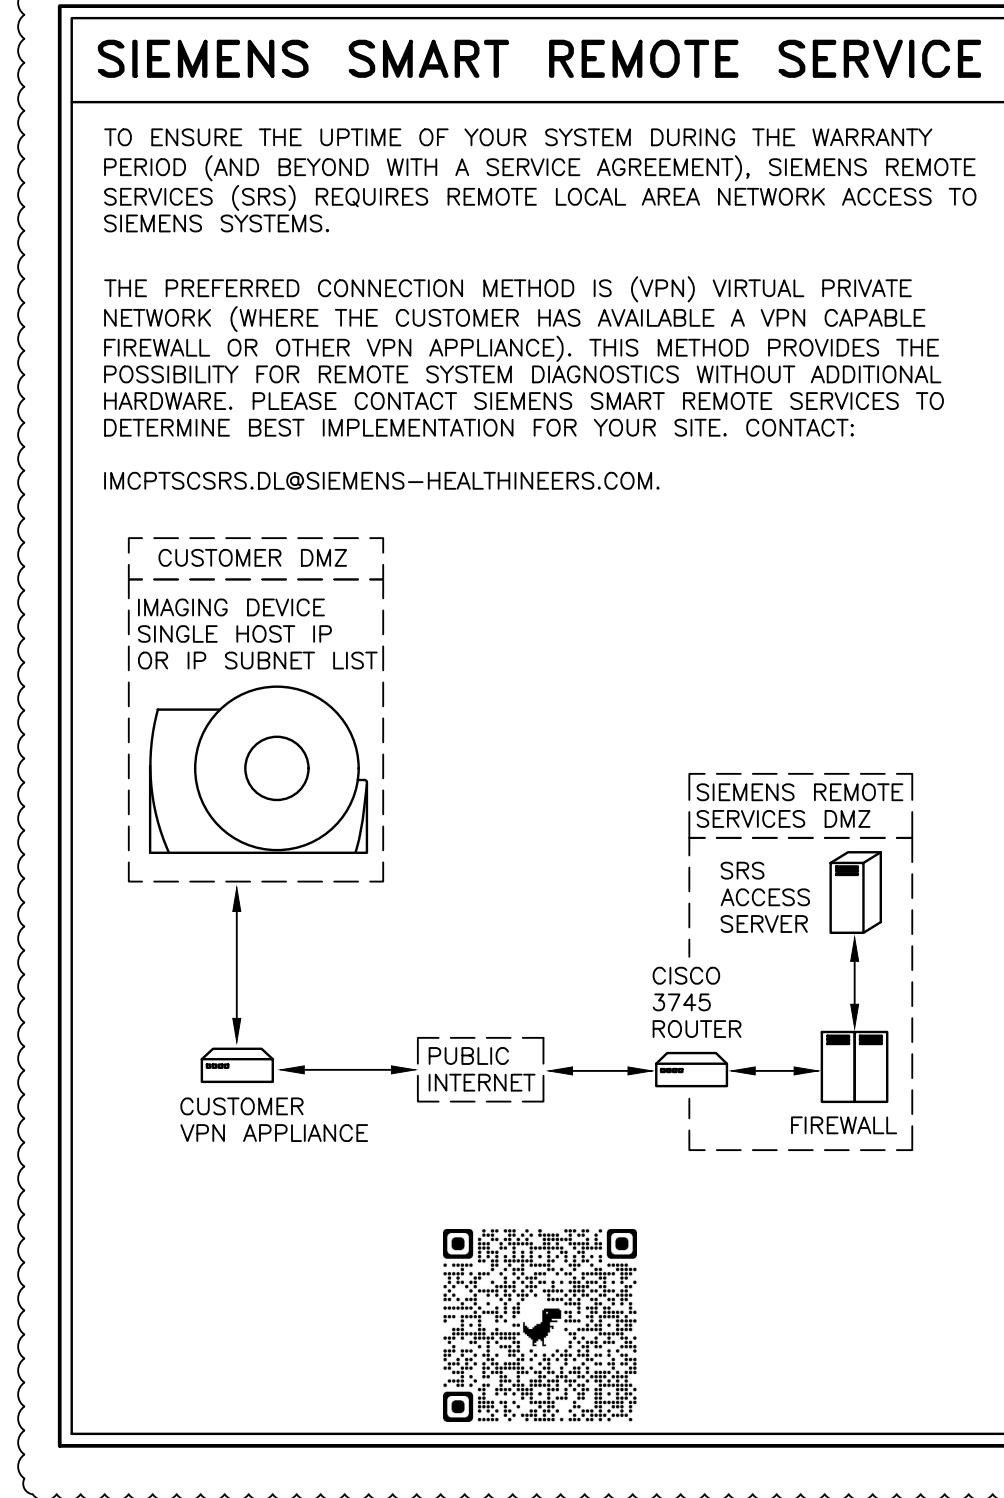 SIEMENS SMART REMOTE SERVICE
TO ENSURE THE UPTIME OF YOUR SYSTEM DURING THE WARRANTY
PERIOD (AND BEYOND WITH A SERVICE AGREEMENT), SIEMENS REMOTE
SERVICES (SRS) REQUIRES REMOTE LOCAL AREA NETWORK ACCESS TO
SIEMENS SYSTEMS.
THE PREFERRED CONNECTION METHOD IS (VPN) VIRTUAL PRIVATE
NETWORK (WHERE THE CUSTOMER HAS AVAILABLE A VPN CAPABLE
FIREWALL OR OTHER VPN APPLIANCE). THIS METHOD PROVIDES THE
POSSIBILITY FOR REMOTE SYSTEM DIAGNOSTICS WITHOUT ADDITIONAL
HARDWARE. PLEASE CONTACT SIEMENS SMART REMOTE SERVICES TO
DETERMINE BEST IMPLEMENTATION FOR YOUR SITE. CONTACT:
IMCPTSCSRS.DL@SIEMENS-HEALTHINEERS.COM.
CUSTOMER DMZ
IMAGING DEVICE
SINGLE HOST IP
OR IP SUBNET LIST
SIEMENS REMOTE
SERVICES DMZ
SRS
ACCESS
SERVER
CISCO
3745
ROUTER
PUBLIC
INTERNET
CUSTOMER
VPN APPLIANCE
FIREWALL